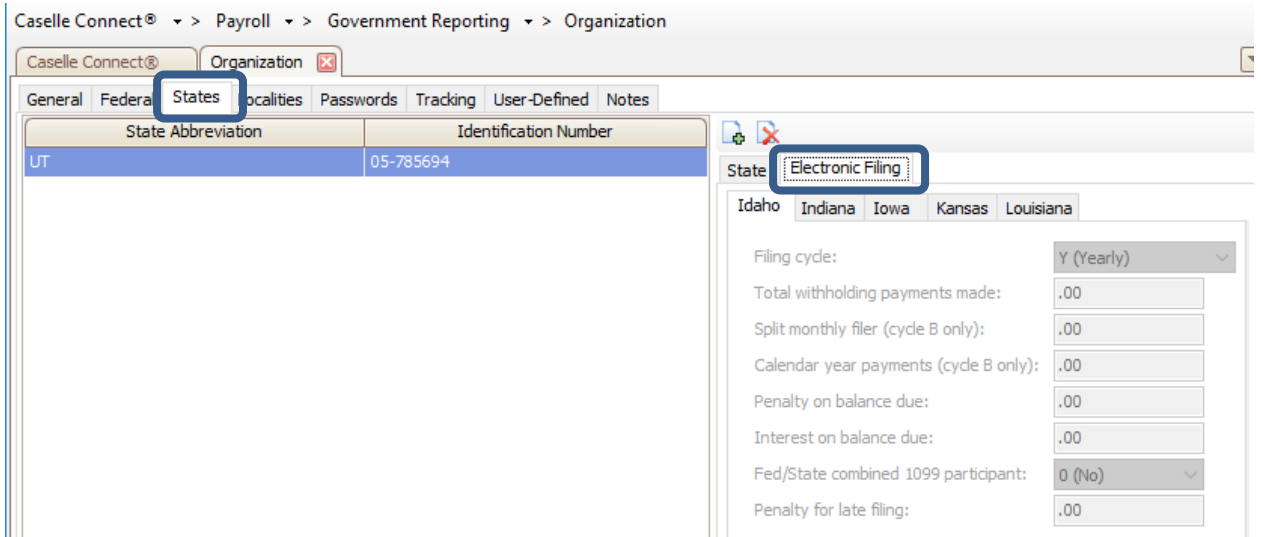 Caselle Connect® > Payroll > Government Reporting > Organization
Caselle Connect® Organization
General Federal States Localities Passwords Tracking User-Defined Notes
State Abbreviation Identification Number
UT 05-785694
State Electronic Filing
Idaho Indiana Iowa Kansas Louisiana
Filing cycle: Y (Yearly)
Total withholding payments made: .00
Split monthly filer (cycle B only): .00
Calendar year payments (cycle B only): .00
Penalty on balance due: .00
Interest on balance due: .00
Fed/State combined 1099 participant: 0 (No)
Penalty for late filing: .00